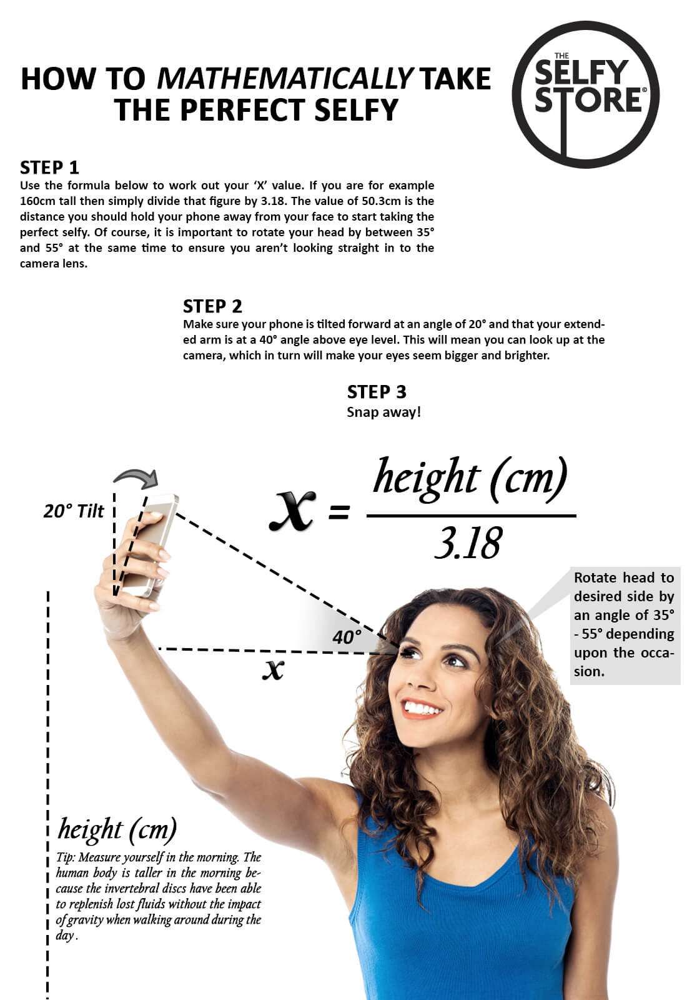 HOW TO MATHEMATICALLY TAKE
THE PERFECT SELFY
THE
SELFY
STORE©
STEP 1
Use the formula below to work out your ‘X’ value. If you are for example
160cm tall then simply divide that figure by 3.18. The value of 50.3cm is the
distance you should hold your phone away from your face to start taking the
perfect selfy. Of course, it is important to rotate your head by between 35°
and 55° at the same time to ensure you aren’t looking straight in to the
camera lens.
STEP 2
Make sure your phone is tilted forward at an angle of 20° and that your extend-
ed arm is at a 40° angle above eye level. This will mean you can look up at the
camera, which in turn will make your eyes seem bigger and brighter.
STEP 3
Snap away!
20° Tilt
x = height (cm)
3.18
Rotate head to
desired side by
an angle of 35°
- 55° depending
upon the occa-
sion.
40°
x
height (cm)
Tip: Measure yourself in the morning. The
human body is taller in the morning be-
cause the invertebral discs have been able
to replenish lost fluids without the impact
of gravity when walking around during the
day .